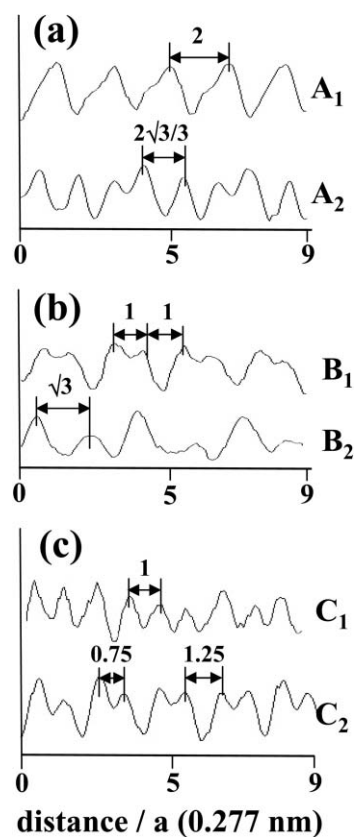 (a)
2
A₁
2√3/3
A₂
0 5 9
(b)
1 1
B₁
√3
B₂
0 5 9
(c)
1
C₁
0.75 1.25
C₂
0 5 9
distance / a (0.277 nm)